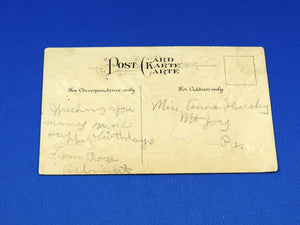 POST CARD
KARTE
CARTE
For Correspondence only.
For Address only.
Wishing you
many more
Happy birthdays
From Rose
Miss Anna
Mt Joy
Pa